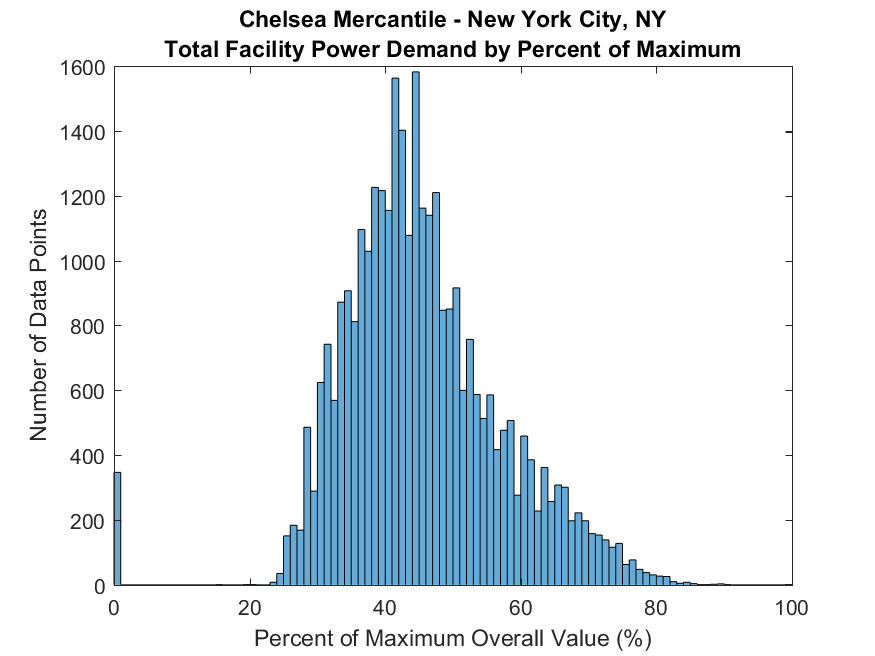 Chelsea Mercantile - New York City, NY
Total Facility Power Demand by Percent of Maximum
1600
1400
1200
1000
800
600
400
200
0
Number of Data Points
0 20 40 60 80 100
Percent of Maximum Overall Value (%)